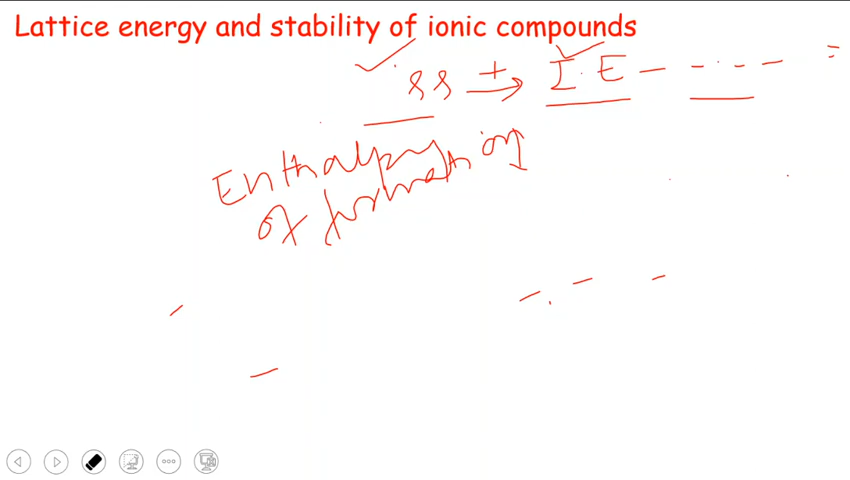 Lattice energy and stability of ionic compounds
I.E
Enthalpy
of formation